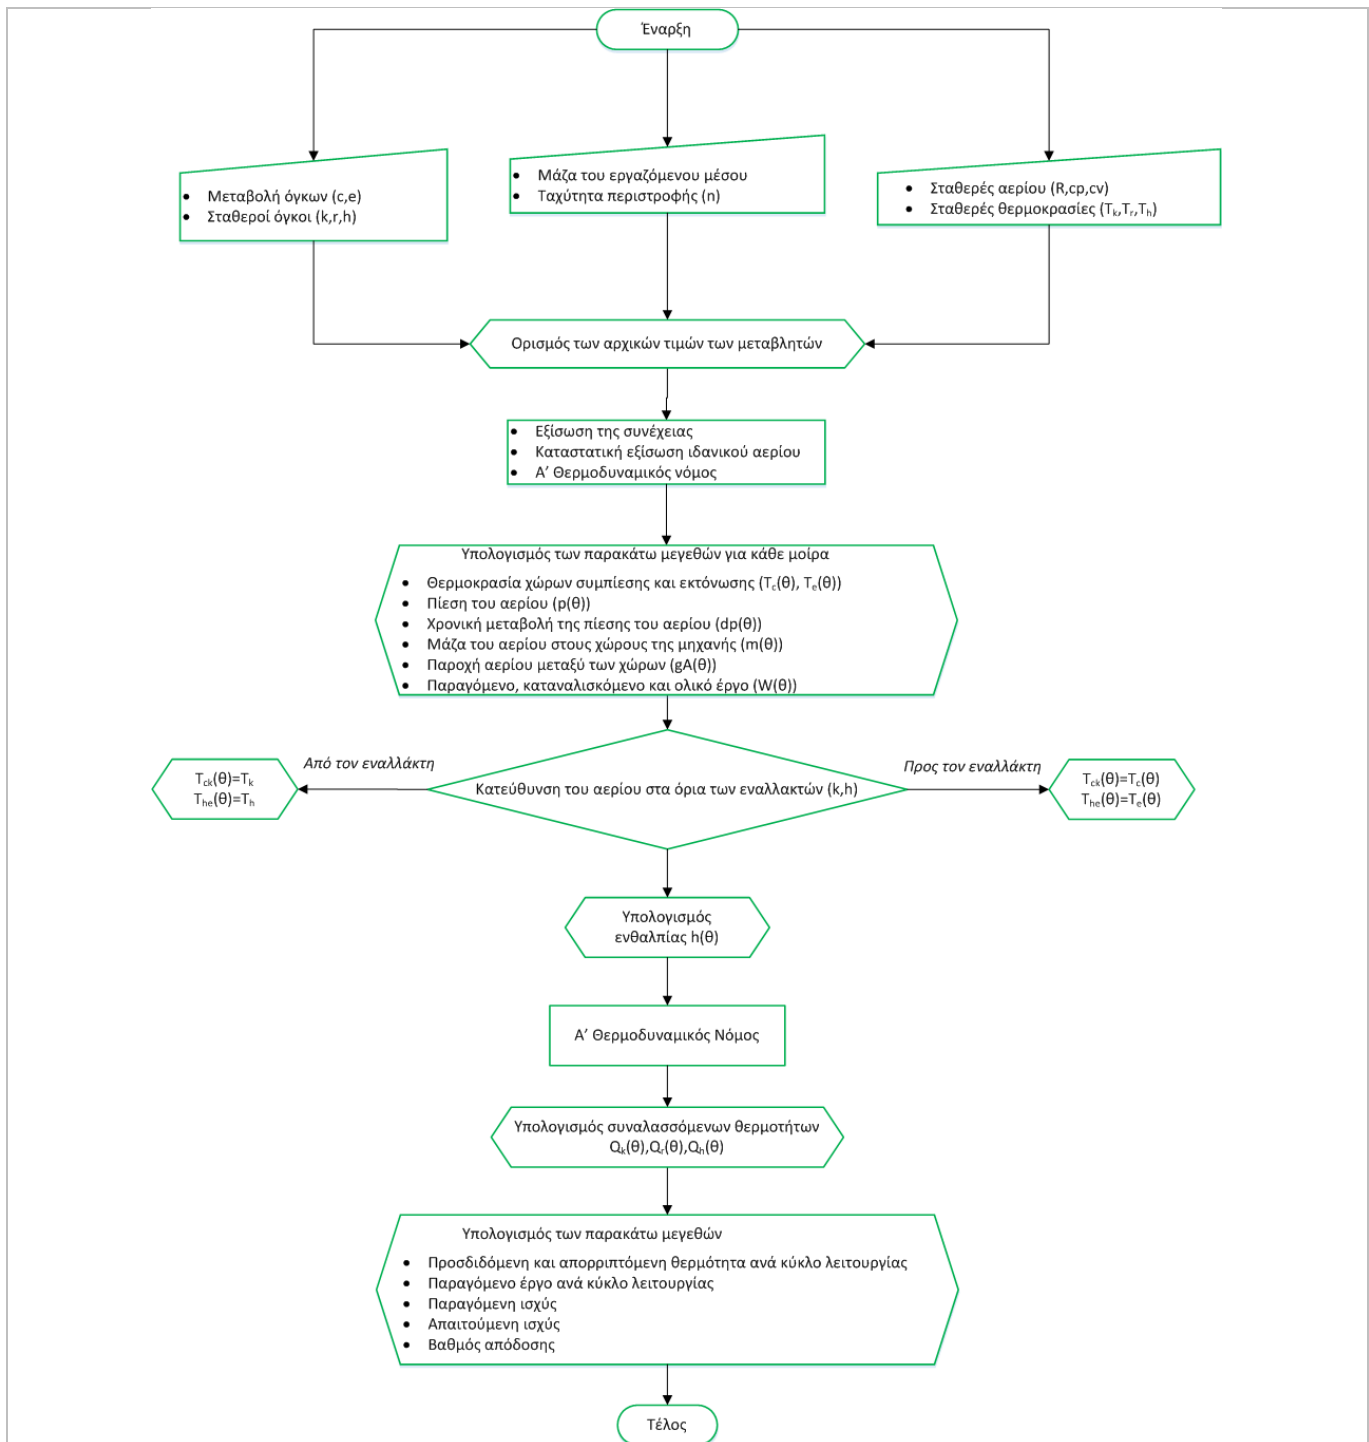 Έναρξη
• Μεταβολή όγκων (c,e)
• Σταθεροί όγκοι (k,r,h)
• Μάζα του εργαζόμενου μέσου
• Ταχύτητα περιστροφής (n)
• Σταθερές αερίου (R,cp,cv)
• Σταθερές θερμοκρασίες (Tk,Tr,Th)
Ορισμός των αρχικών τιμών των μεταβλητών
• Εξίσωση της συνέχειας
• Καταστατική εξίσωση ιδανικού αερίου
• Α’ Θερμοδυναμικός νόμος
Υπολογισμός των παρακάτω μεγεθών για κάθε μοίρα
• Θερμοκρασία χώρων συμπίεσης και εκτόνωσης (Tc(θ), Te(θ))
• Πίεση του αερίου (p(θ))
• Χρονική μεταβολή της πίεσης του αερίου (dp(θ))
• Μάζα του αερίου στους χώρους της μηχανής (m(θ))
• Παροχή αερίου μεταξύ των χώρων (gA(θ))
• Παραγόμενο, καταναλισκόμενο και ολικό έργο (W(θ))
Από τον εναλλάκτη
Tck(θ)=Tk
The(θ)=Th
Κατεύθυνση του αερίου στα όρια των εναλλακτών (k,h)
Προς τον εναλλάκτη
Tck(θ)=Tc(θ)
The(θ)=Te(θ)
Υπολογισμός
ενθαλπίας h(θ)
Α’ Θερμοδυναμικός Νόμος
Υπολογισμός συναλασσόμενων θερμοτήτων
Qk(θ),Qr(θ),Qh(θ)
Υπολογισμός των παρακάτω μεγεθών
• Προσδιδόμενη και απορριπτόμενη θερμότητα ανά κύκλο λειτουργίας
• Παραγόμενο έργο ανά κύκλο λειτουργίας
• Παραγόμενη ισχύς
• Απαιτούμενη ισχύς
• Βαθμός απόδοσης
Τέλος